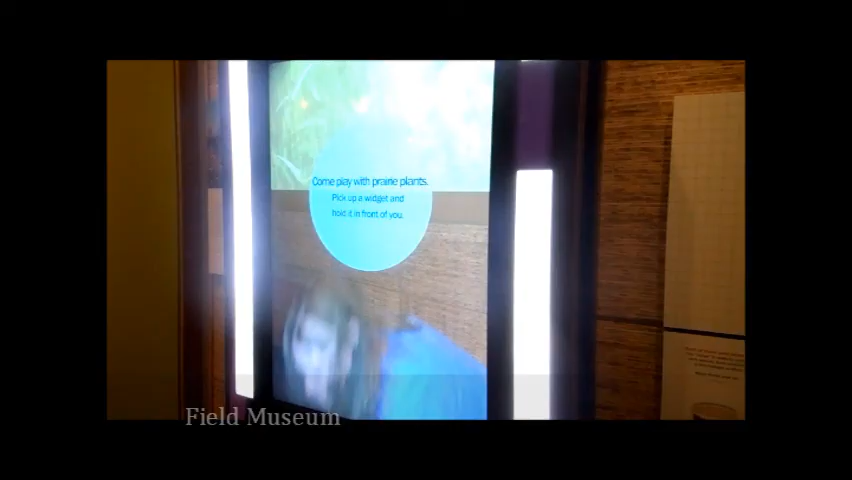 Come play with prairie plants.
Pick up a widget and
hold it in front of you.
Field Museum